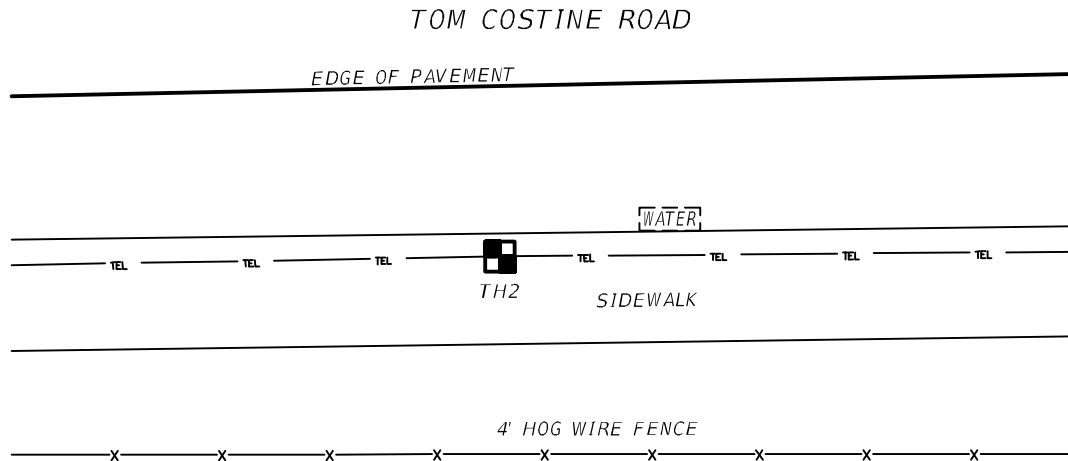 TOM COSTINE ROAD
EDGE OF PAVEMENT
WATER
TEL TEL TEL TEL TEL TEL TEL
TH2
SIDEWALK
4' HOG WIRE FENCE
X X X X X X X X X